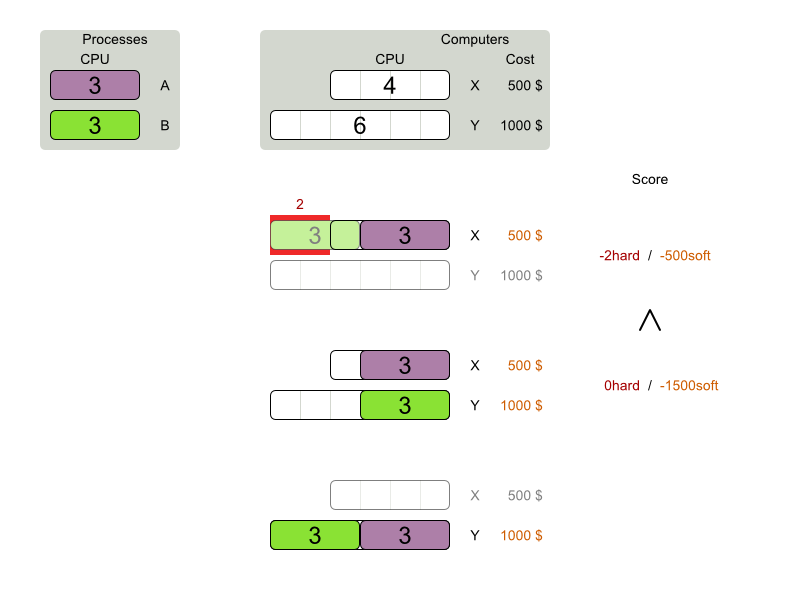 Processes
CPU
3 A
3 B
Computers
CPU Cost
4 X 500 $
6 Y 1000 $
Score
2
3 3 X 500 $
Y 1000 $
-2hard / -500soft
3 X 500 $
3 Y 1000 $
0hard / -1500soft
X 500 $
3 3 Y 1000 $